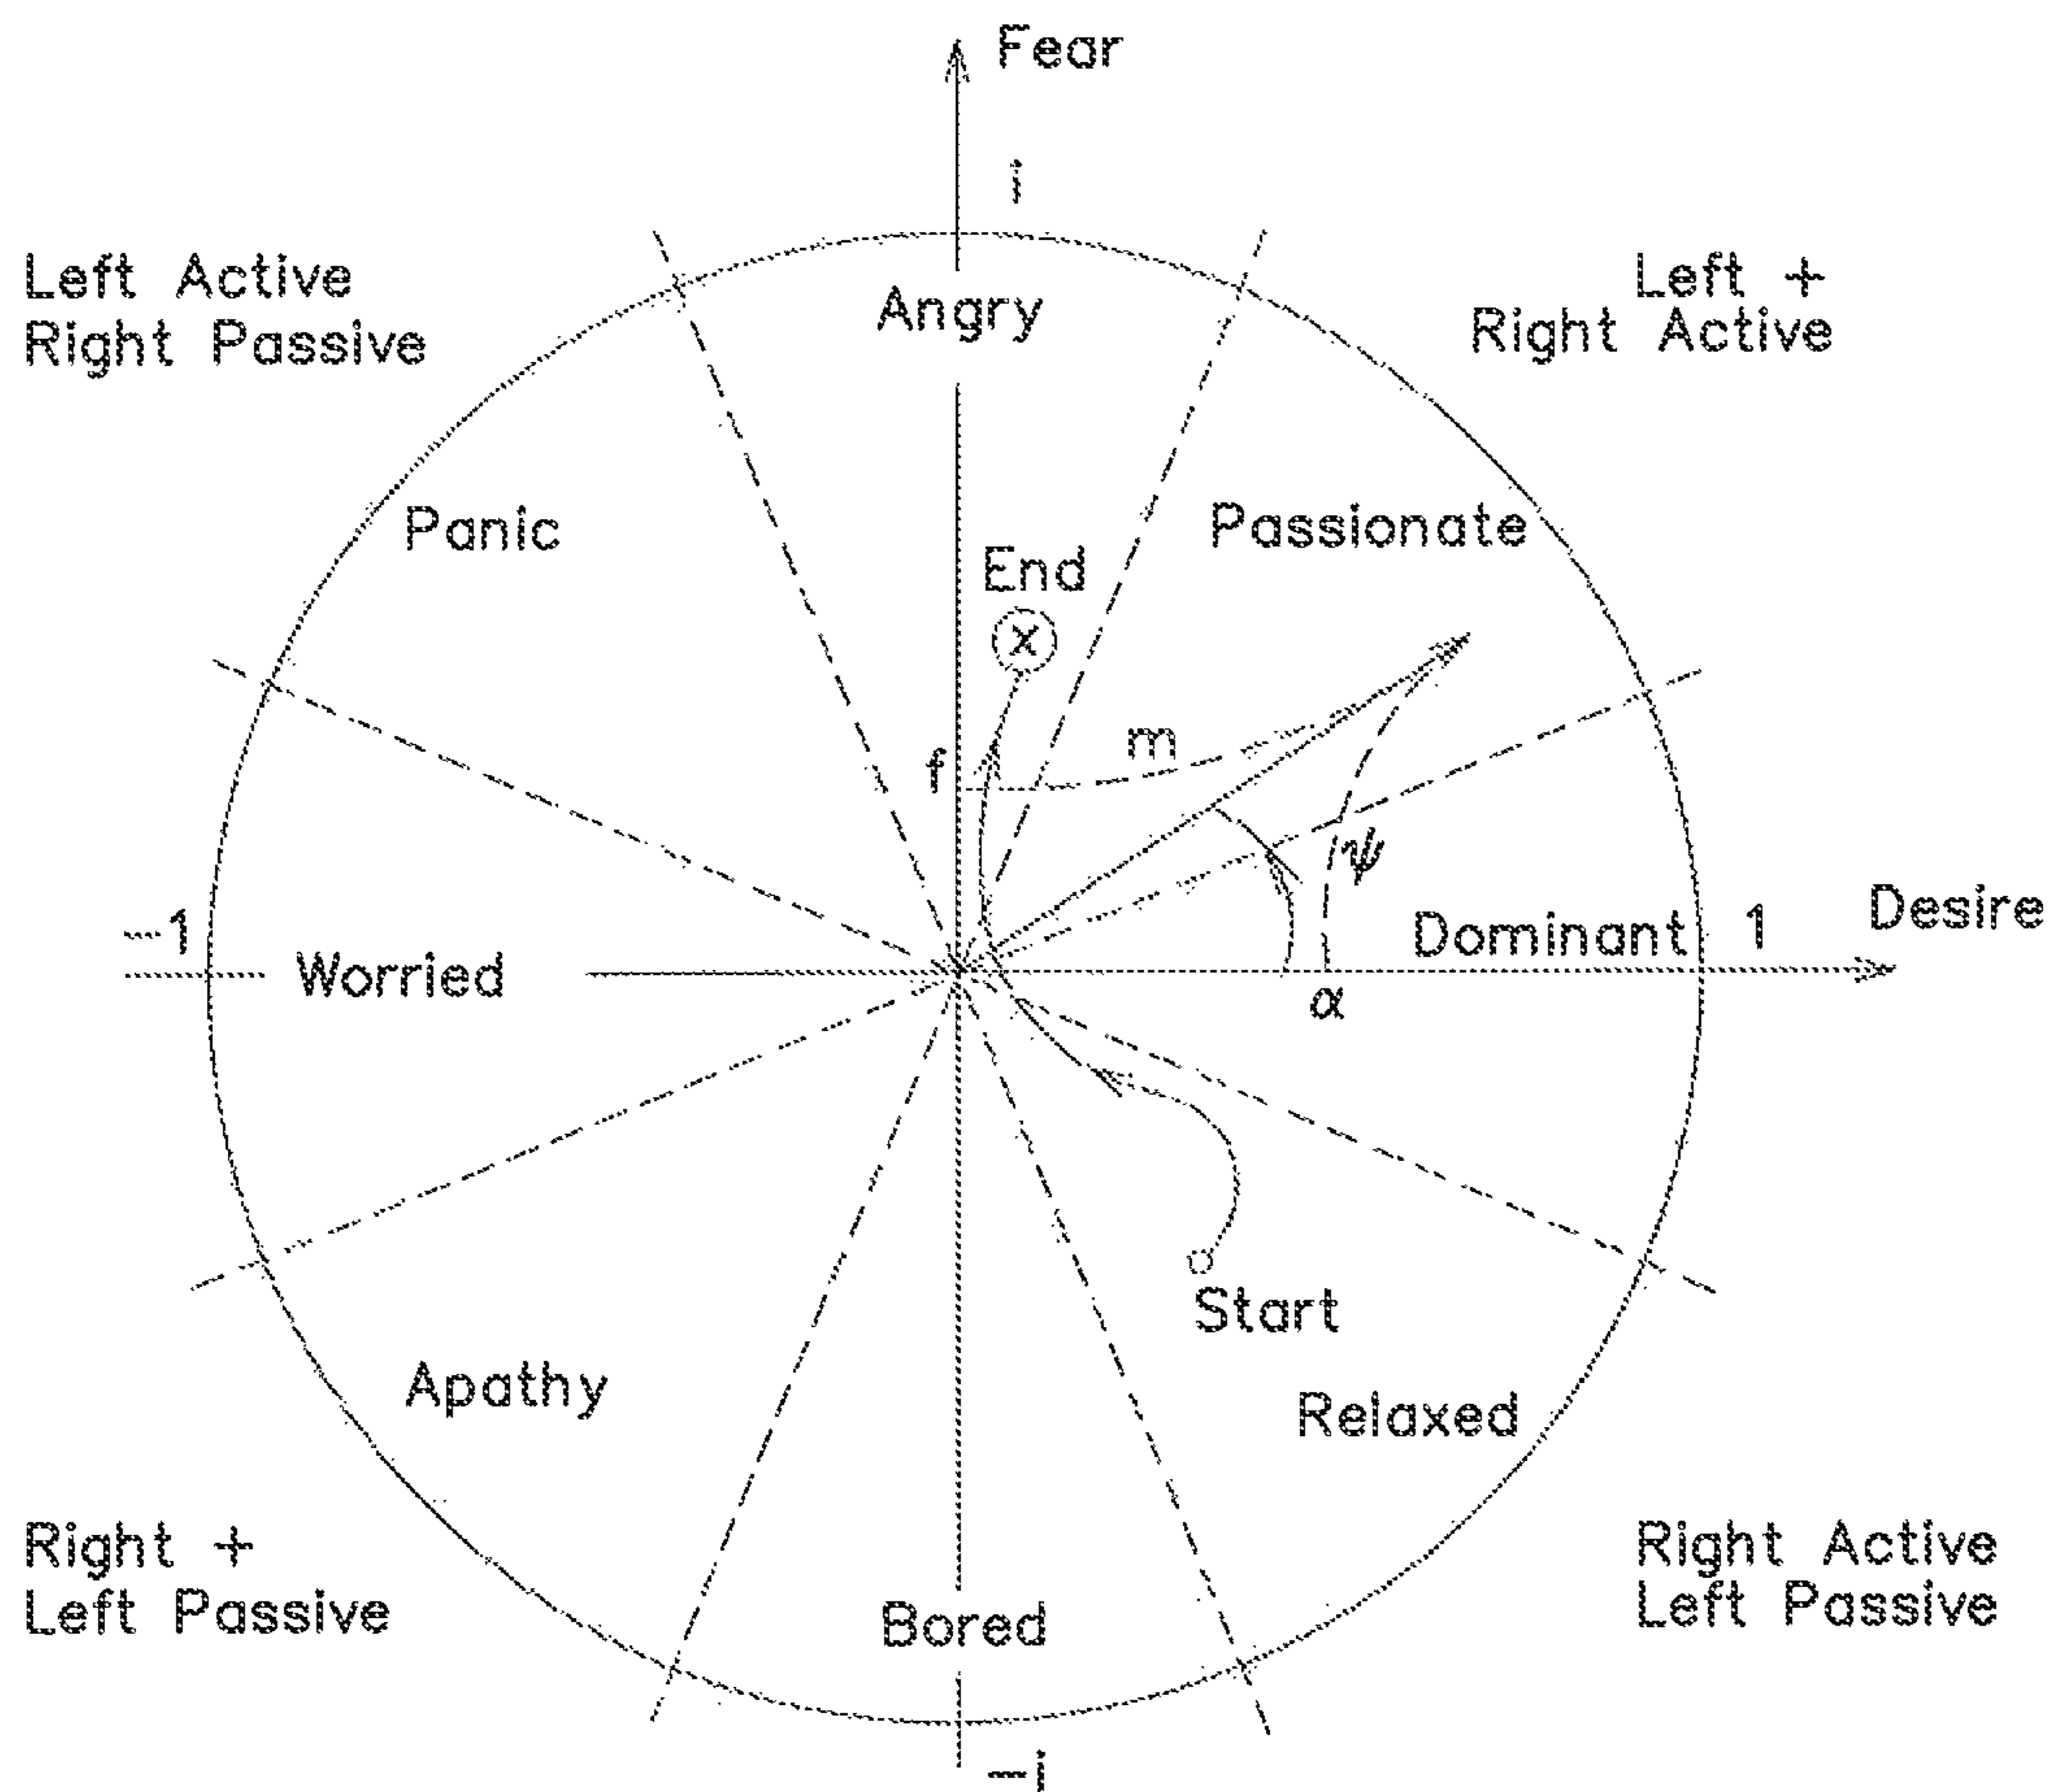 Fear
i
Left Active
Right Passive
Left +
Right Active
Angry
Panic
Passionate
End
x
m
f
ψ
-1
Worried
Dominant
1
Desire
α
Start
Apathy
Relaxed
Right +
Left Passive
Right Active
Left Passive
Bored
-i